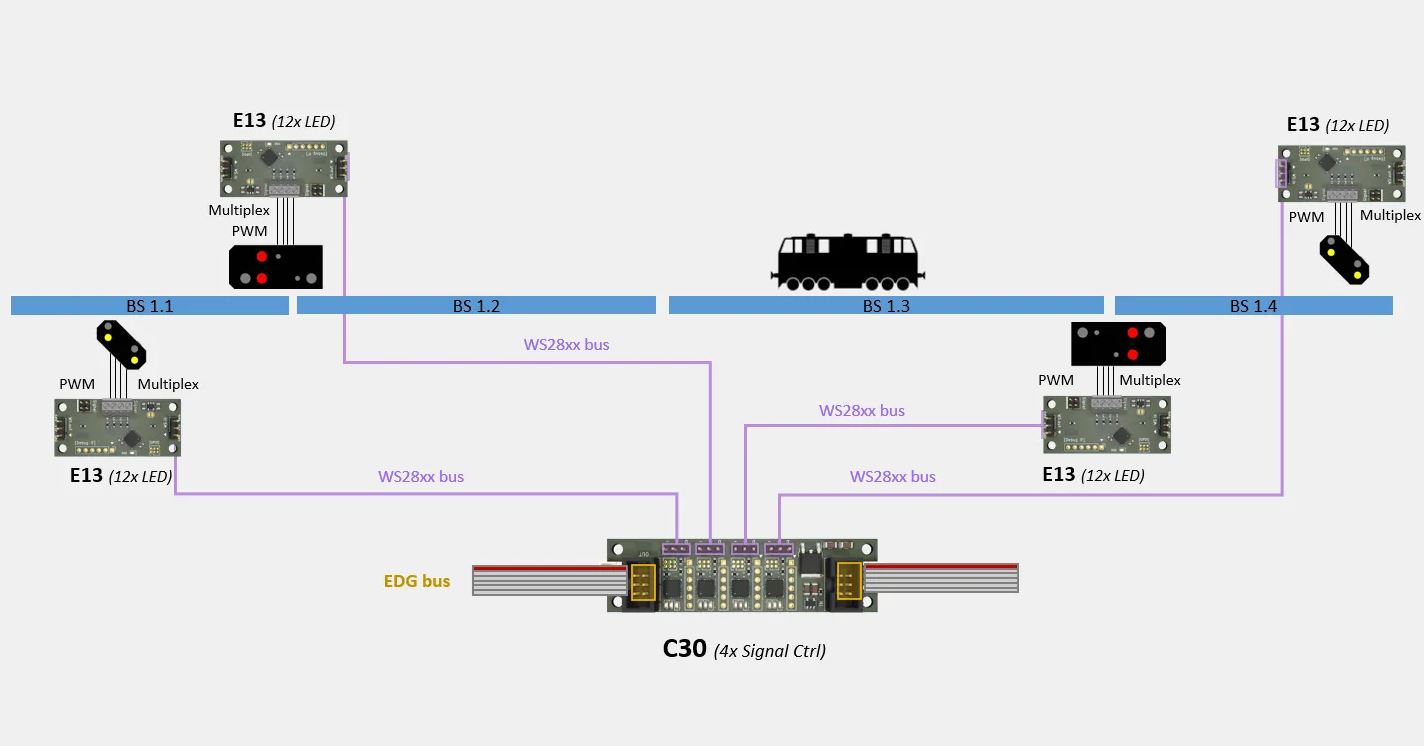 E13 (12x LED)
E13 (12x LED)
Multiplex
PWM
PWM
Multiplex
BS 1.1
BS 1.2
BS 1.3
BS 1.4
WS28xx bus
PWM
Multiplex
PWM
Multiplex
WS28xx bus
E13 (12x LED)
WS28xx bus
WS28xx bus
E13 (12x LED)
OUT
EDG bus
C30 (4x Signal Ctrl)